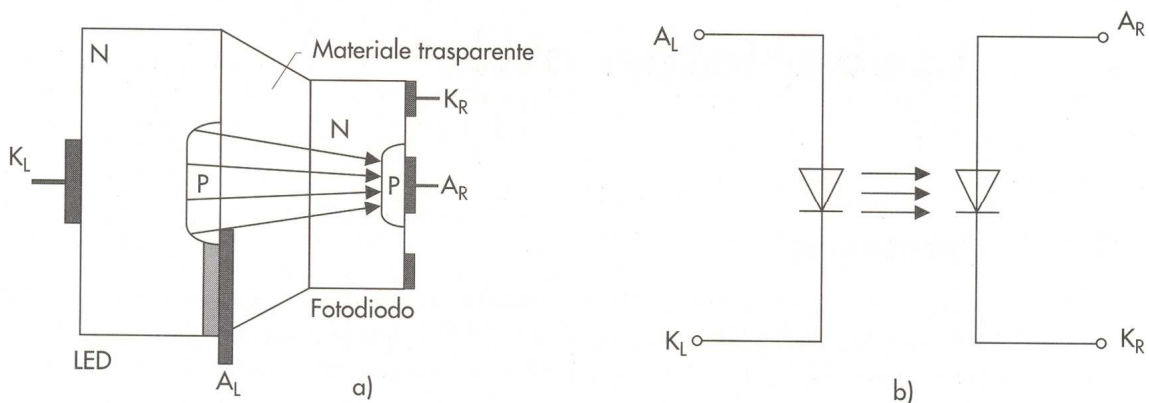 N
Materiale trasparente
K_R
N
K_L
P
P
A_R
Fotodiodo
LED
A_L
a)
A_L
A_R
K_L
K_R
b)